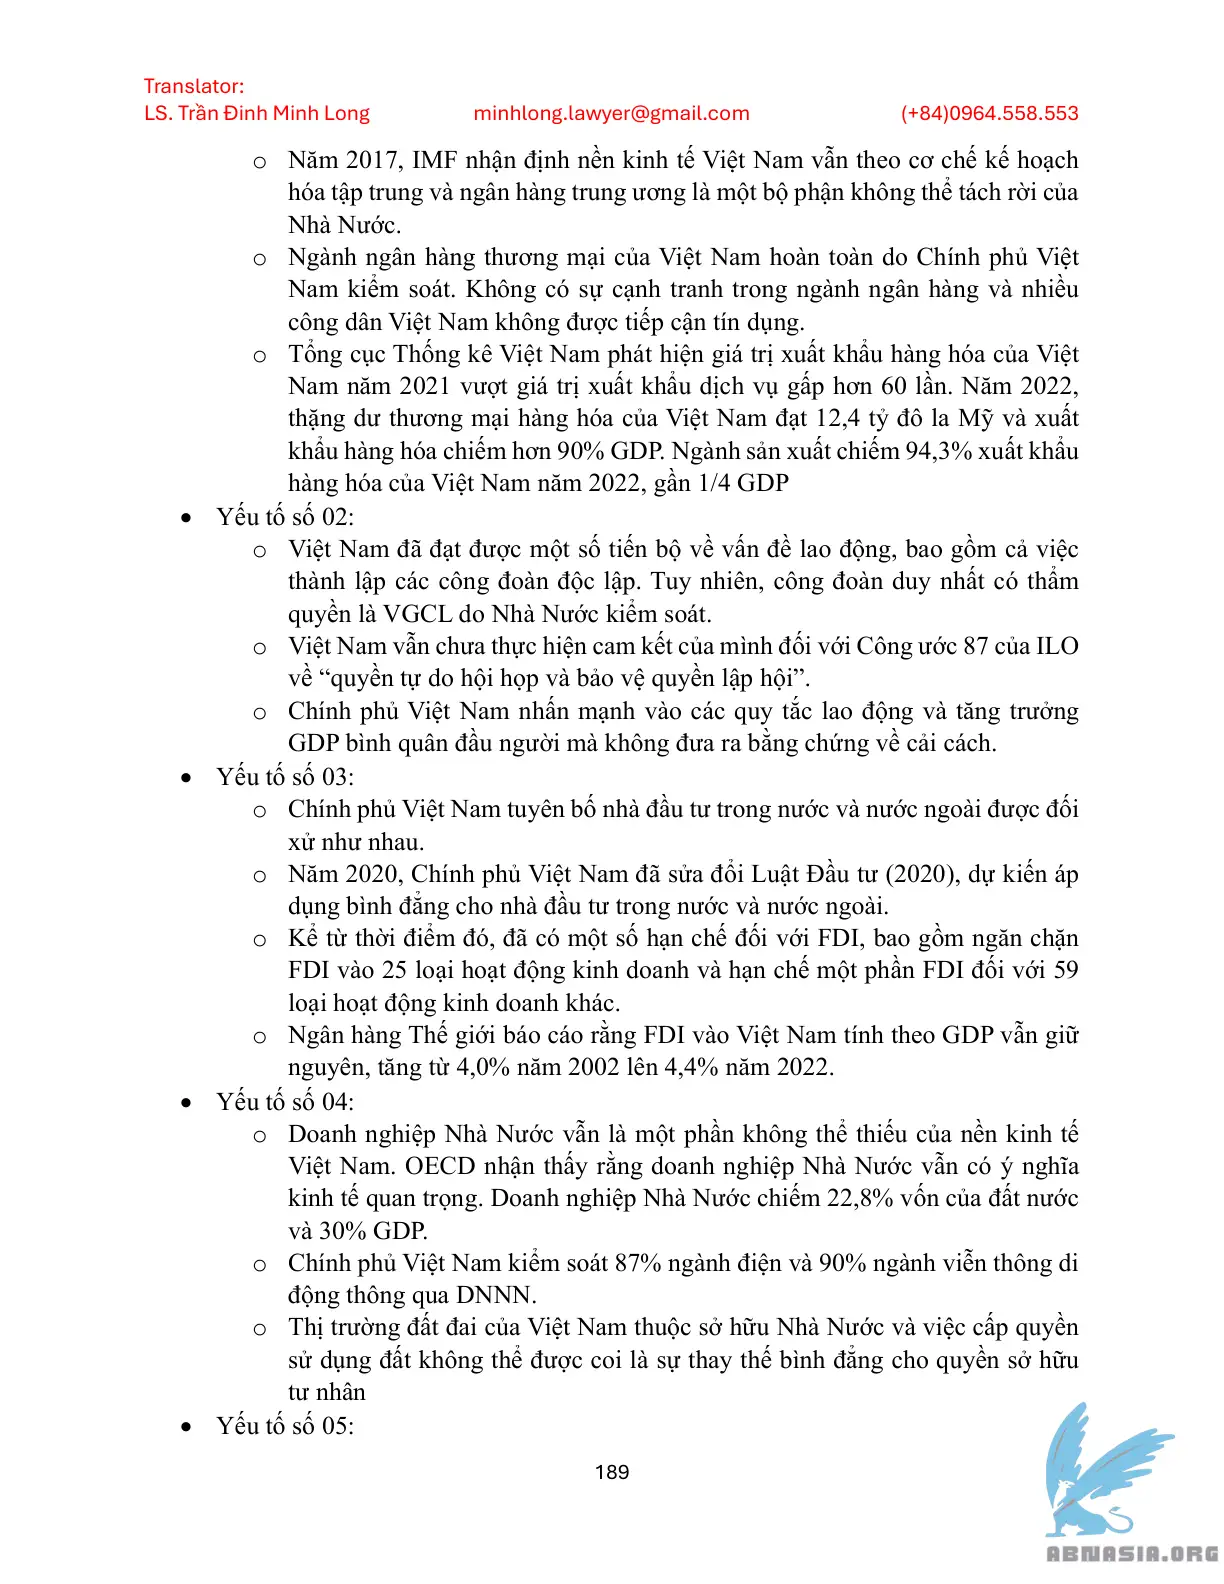 Translator:
LS. Trần Đinh Minh Long minhlong.lawyer@gmail.com (+84)0964.558.553
o Năm 2017, IMF nhận định nền kinh tế Việt Nam vẫn theo cơ chế kế hoạch
hóa tập trung và ngân hàng trung ương là một bộ phận không thể tách rời của
Nhà Nước.
o Ngành ngân hàng thương mại của Việt Nam hoàn toàn do Chính phủ Việt
Nam kiểm soát. Không có sự cạnh tranh trong ngành ngân hàng và nhiều
công dân Việt Nam không được tiếp cận tín dụng.
o Tổng cục Thống kê Việt Nam phát hiện giá trị xuất khẩu hàng hóa của Việt
Nam năm 2021 vượt giá trị xuất khẩu dịch vụ gấp hơn 60 lần. Năm 2022,
thặng dư thương mại hàng hóa của Việt Nam đạt 12,4 tỷ đô la Mỹ và xuất
khẩu hàng hóa chiếm hơn 90% GDP. Ngành sản xuất chiếm 94,3% xuất khẩu
hàng hóa của Việt Nam năm 2022, gần 1/4 GDP
• Yếu tố số 02:
o Việt Nam đã đạt được một số tiến bộ về vấn đề lao động, bao gồm cả việc
thành lập các công đoàn độc lập. Tuy nhiên, công đoàn duy nhất có thẩm
quyền là VGCL do Nhà Nước kiểm soát.
o Việt Nam vẫn chưa thực hiện cam kết của mình đối với Công ước 87 của ILO
về “quyền tự do hội họp và bảo vệ quyền lập hội”.
o Chính phủ Việt Nam nhấn mạnh vào các quy tắc lao động và tăng trưởng
GDP bình quân đầu người mà không đưa ra bằng chứng về cải cách.
• Yếu tố số 03:
o Chính phủ Việt Nam tuyên bố nhà đầu tư trong nước và nước ngoài được đối
xử như nhau.
o Năm 2020, Chính phủ Việt Nam đã sửa đổi Luật Đầu tư (2020), dự kiến áp
dụng bình đẳng cho nhà đầu tư trong nước và nước ngoài.
o Kể từ thời điểm đó, đã có một số hạn chế đối với FDI, bao gồm ngăn chặn
FDI vào 25 loại hoạt động kinh doanh và hạn chế một phần FDI đối với 59
loại hoạt động kinh doanh khác.
o Ngân hàng Thế giới báo cáo rằng FDI vào Việt Nam tính theo GDP vẫn giữ
nguyên, tăng từ 4,0% năm 2002 lên 4,4% năm 2022.
• Yếu tố số 04:
o Doanh nghiệp Nhà Nước vẫn là một phần không thể thiếu của nền kinh tế
Việt Nam. OECD nhận thấy rằng doanh nghiệp Nhà Nước vẫn có ý nghĩa
kinh tế quan trọng. Doanh nghiệp Nhà Nước chiếm 22,8% vốn của đất nước
và 30% GDP.
o Chính phủ Việt Nam kiểm soát 87% ngành điện và 90% ngành viễn thông di
động thông qua DNNN.
o Thị trường đất đai của Việt Nam thuộc sở hữu Nhà Nước và việc cấp quyền
sử dụng đất không thể được coi là sự thay thế bình đẳng cho quyền sở hữu
tư nhân
• Yếu tố số 05:
189
ABNASIA.ORG